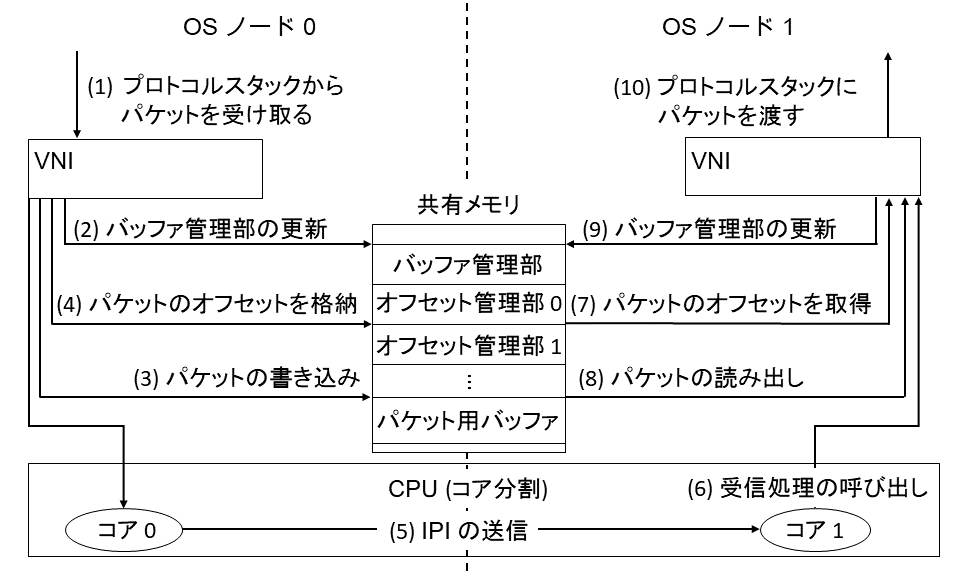 OS ノード 0
OS ノード 1
(1) プロトコルスタックから
パケットを受け取る
(10) プロトコルスタックに
パケットを渡す
VNI
VNI
共有メモリ
(2) バッファ管理部の更新
(9) バッファ管理部の更新
バッファ管理部
(4) パケットのオフセットを格納
オフセット管理部 0
(7) パケットのオフセットを取得
オフセット管理部 1
(3) パケットの書き込み
⋮
(8) パケットの読み出し
パケット用バッファ
CPU (コア分割)
(6) 受信処理の呼び出し
コア 0
(5) IPI の送信
コア 1